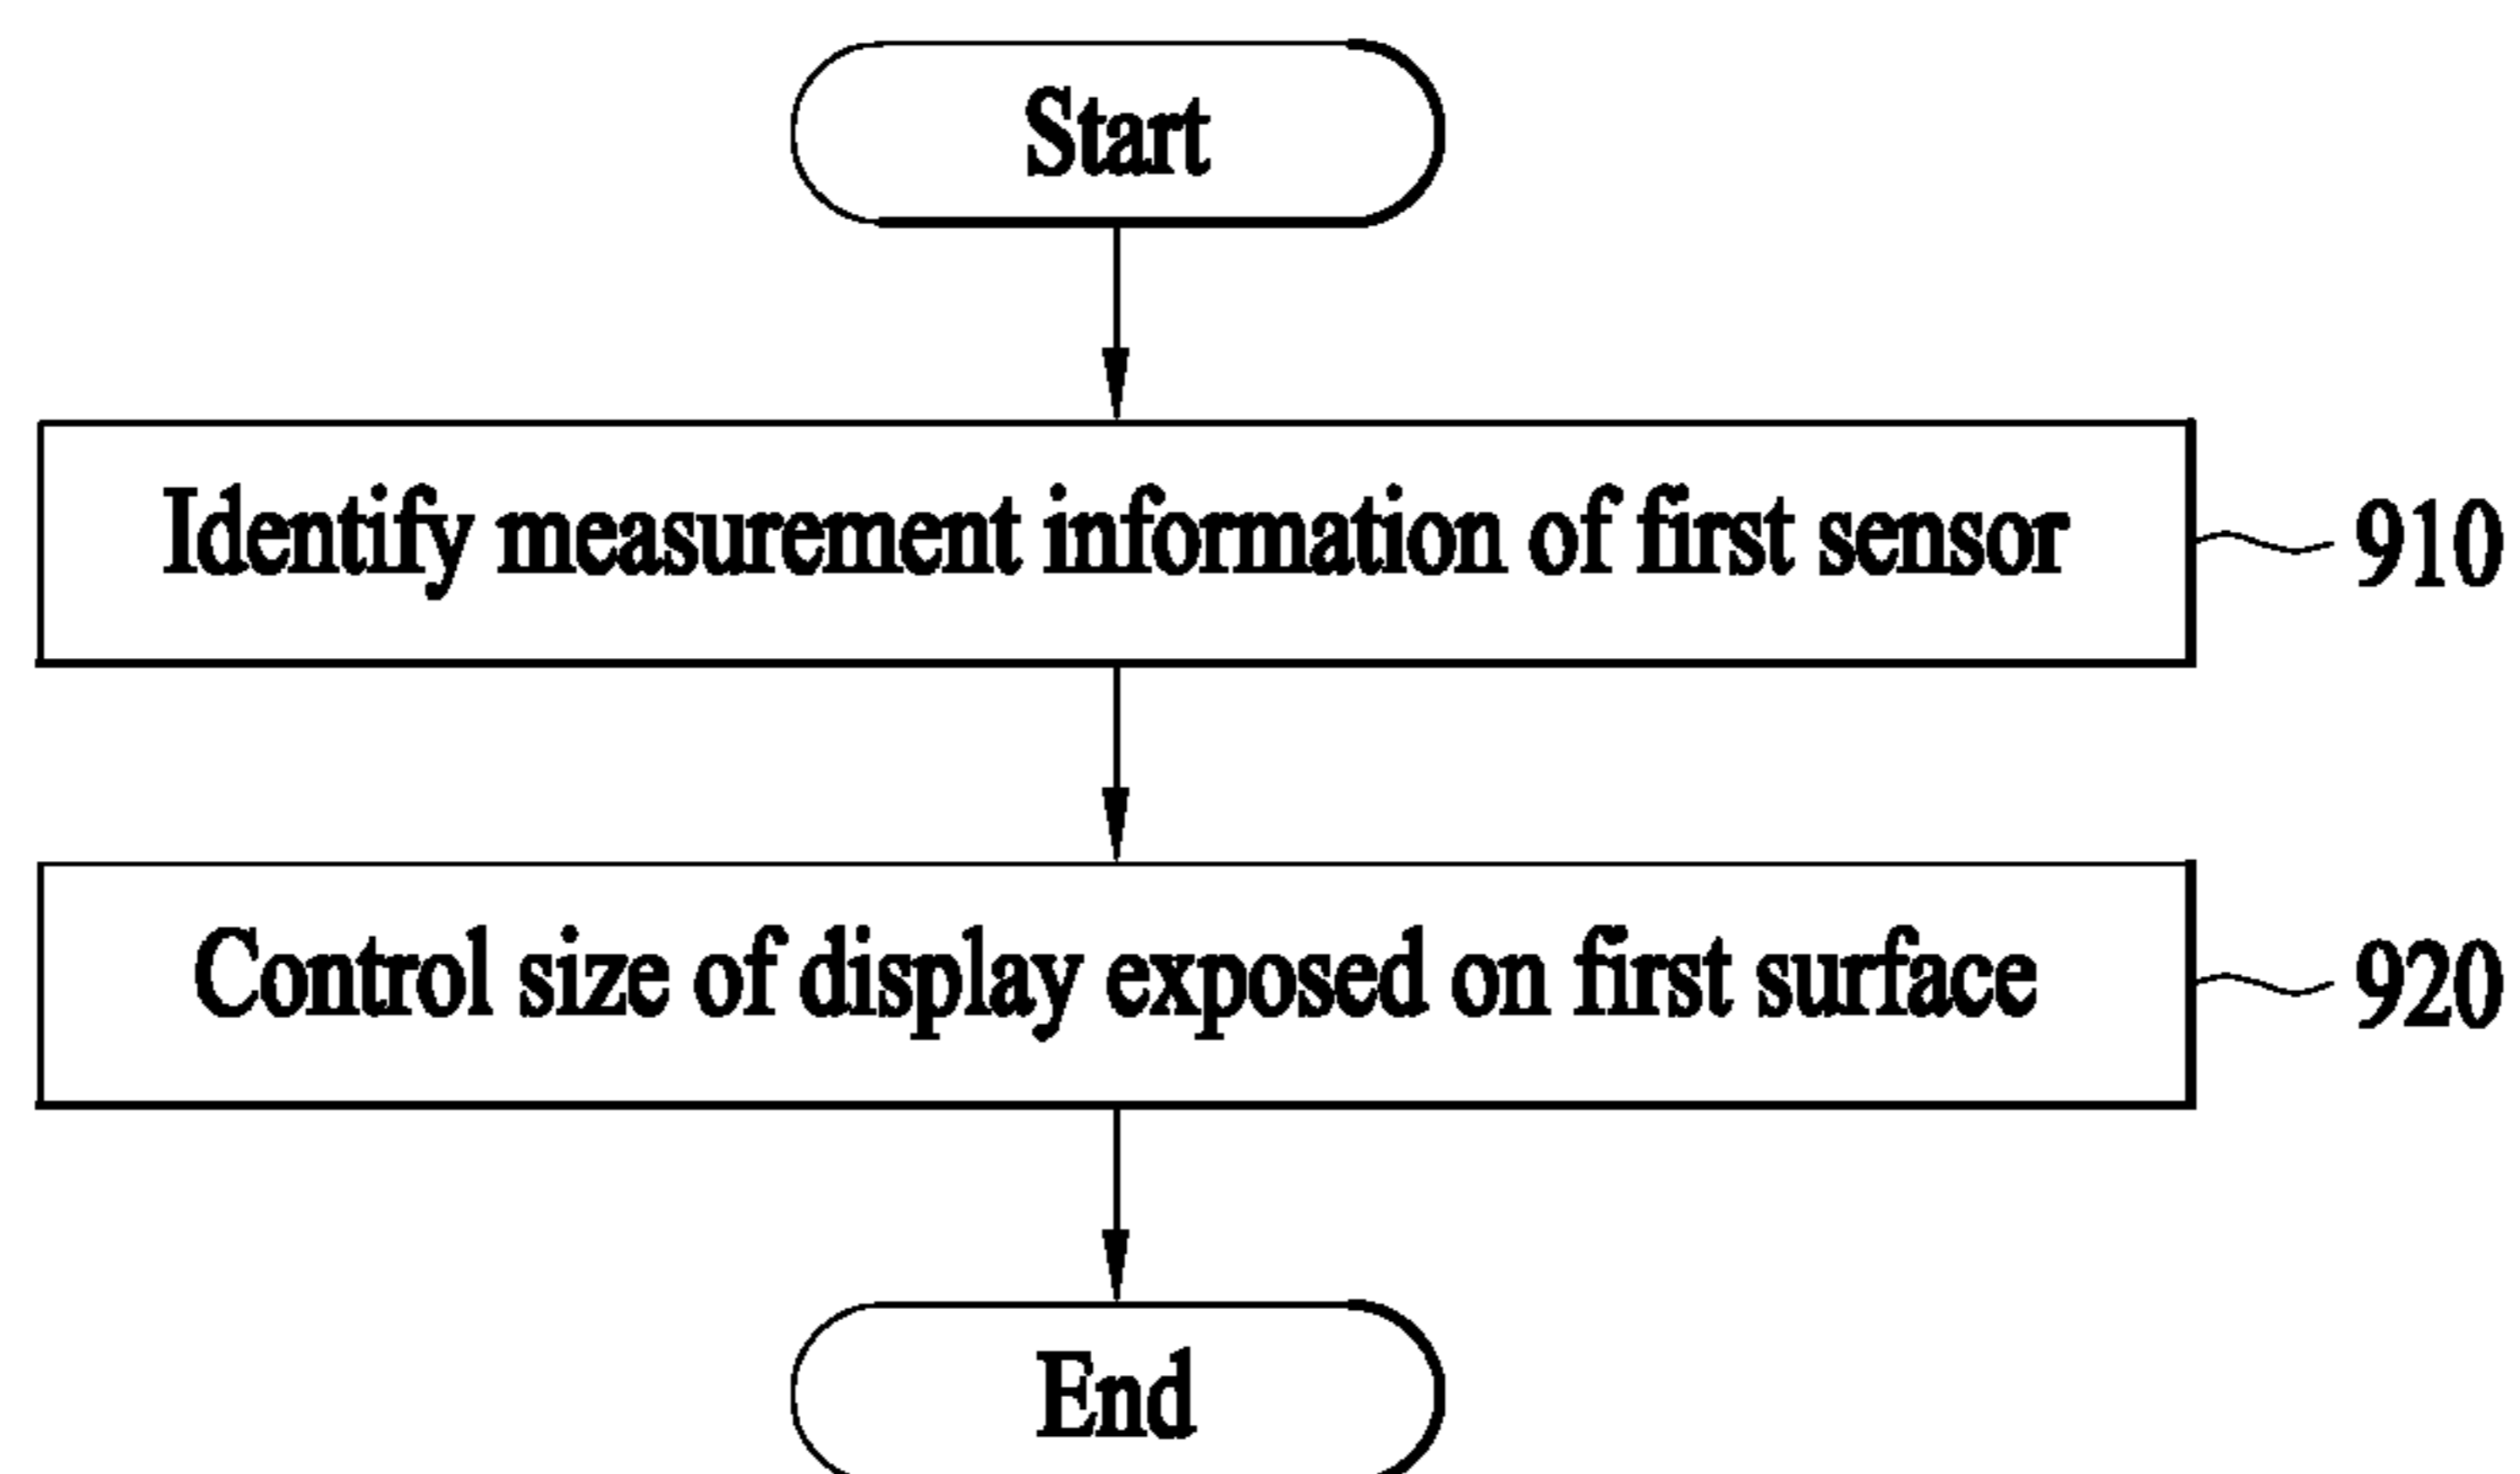 Start
Identify measurement information of first sensor
910
Control size of display exposed on first surface
920
End